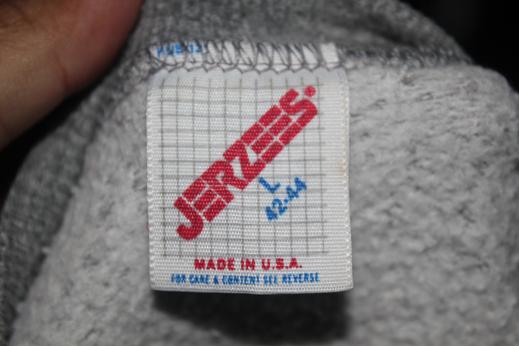 JERZEES®
L
42-44
MADE IN U.S.A.
FOR CARE & CONTENT SEE REVERSE